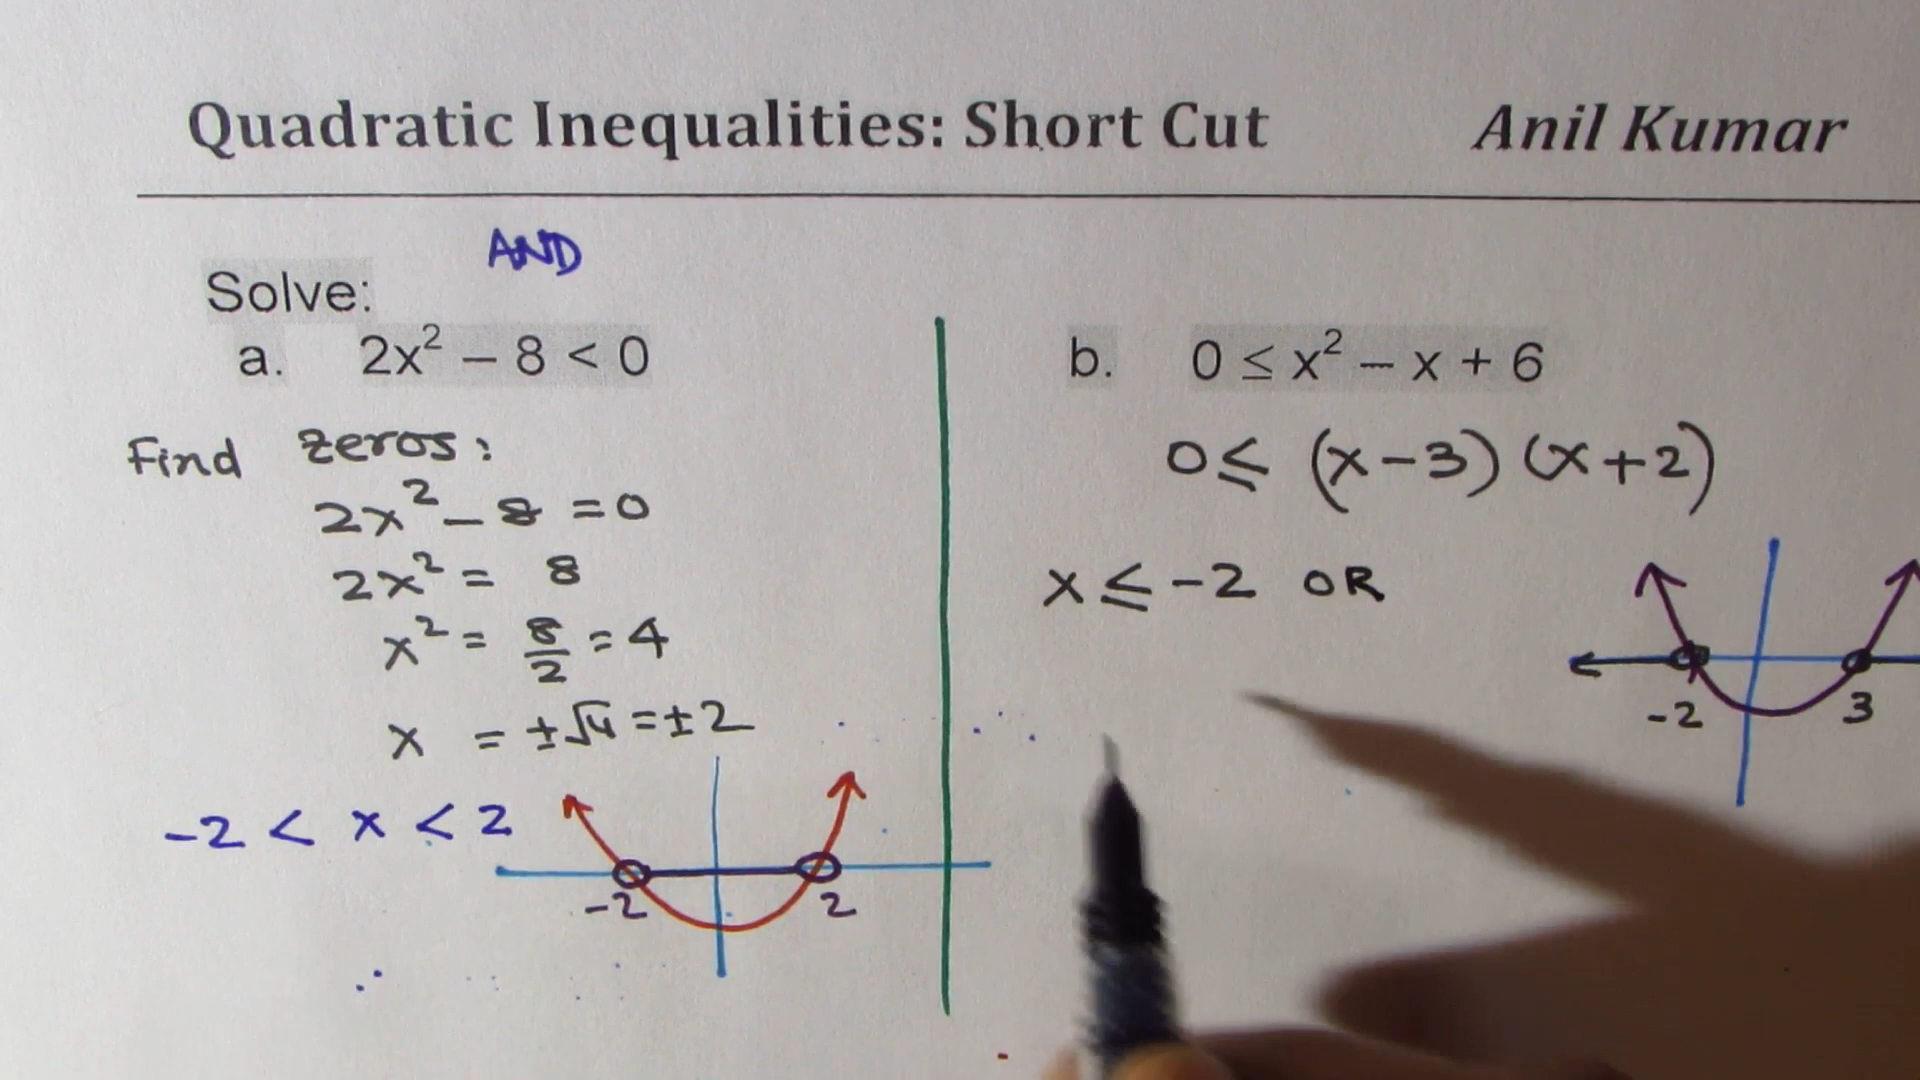 Quadratic Inequalities: Short Cut Anil Kumar
AND
Solve:
a. 2x² – 8 < 0
Find zeros:
2x² – 8 = 0
2x² = 8
x² = 8/2 = 4
x = ±√4 = ±2
-2 < x < 2
-2 2
b. 0 ≤ x² – x + 6
0 ≤ (x – 3) (x + 2)
x ≤ -2 OR
-2 3